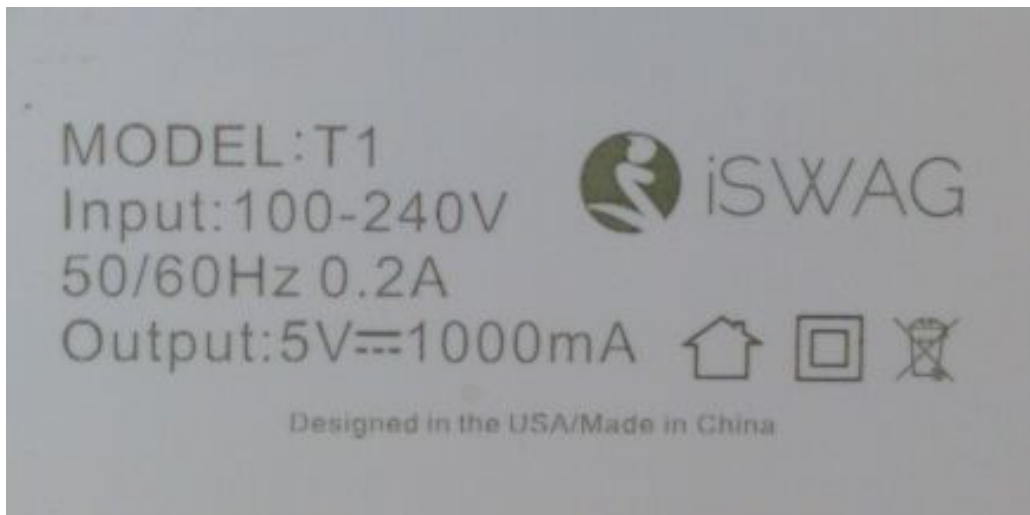 MODEL:T1
iSWAG
Input:100-240V
50/60Hz 0.2A
Output:5V⎓1000mA
Designed in the USA/Made in China